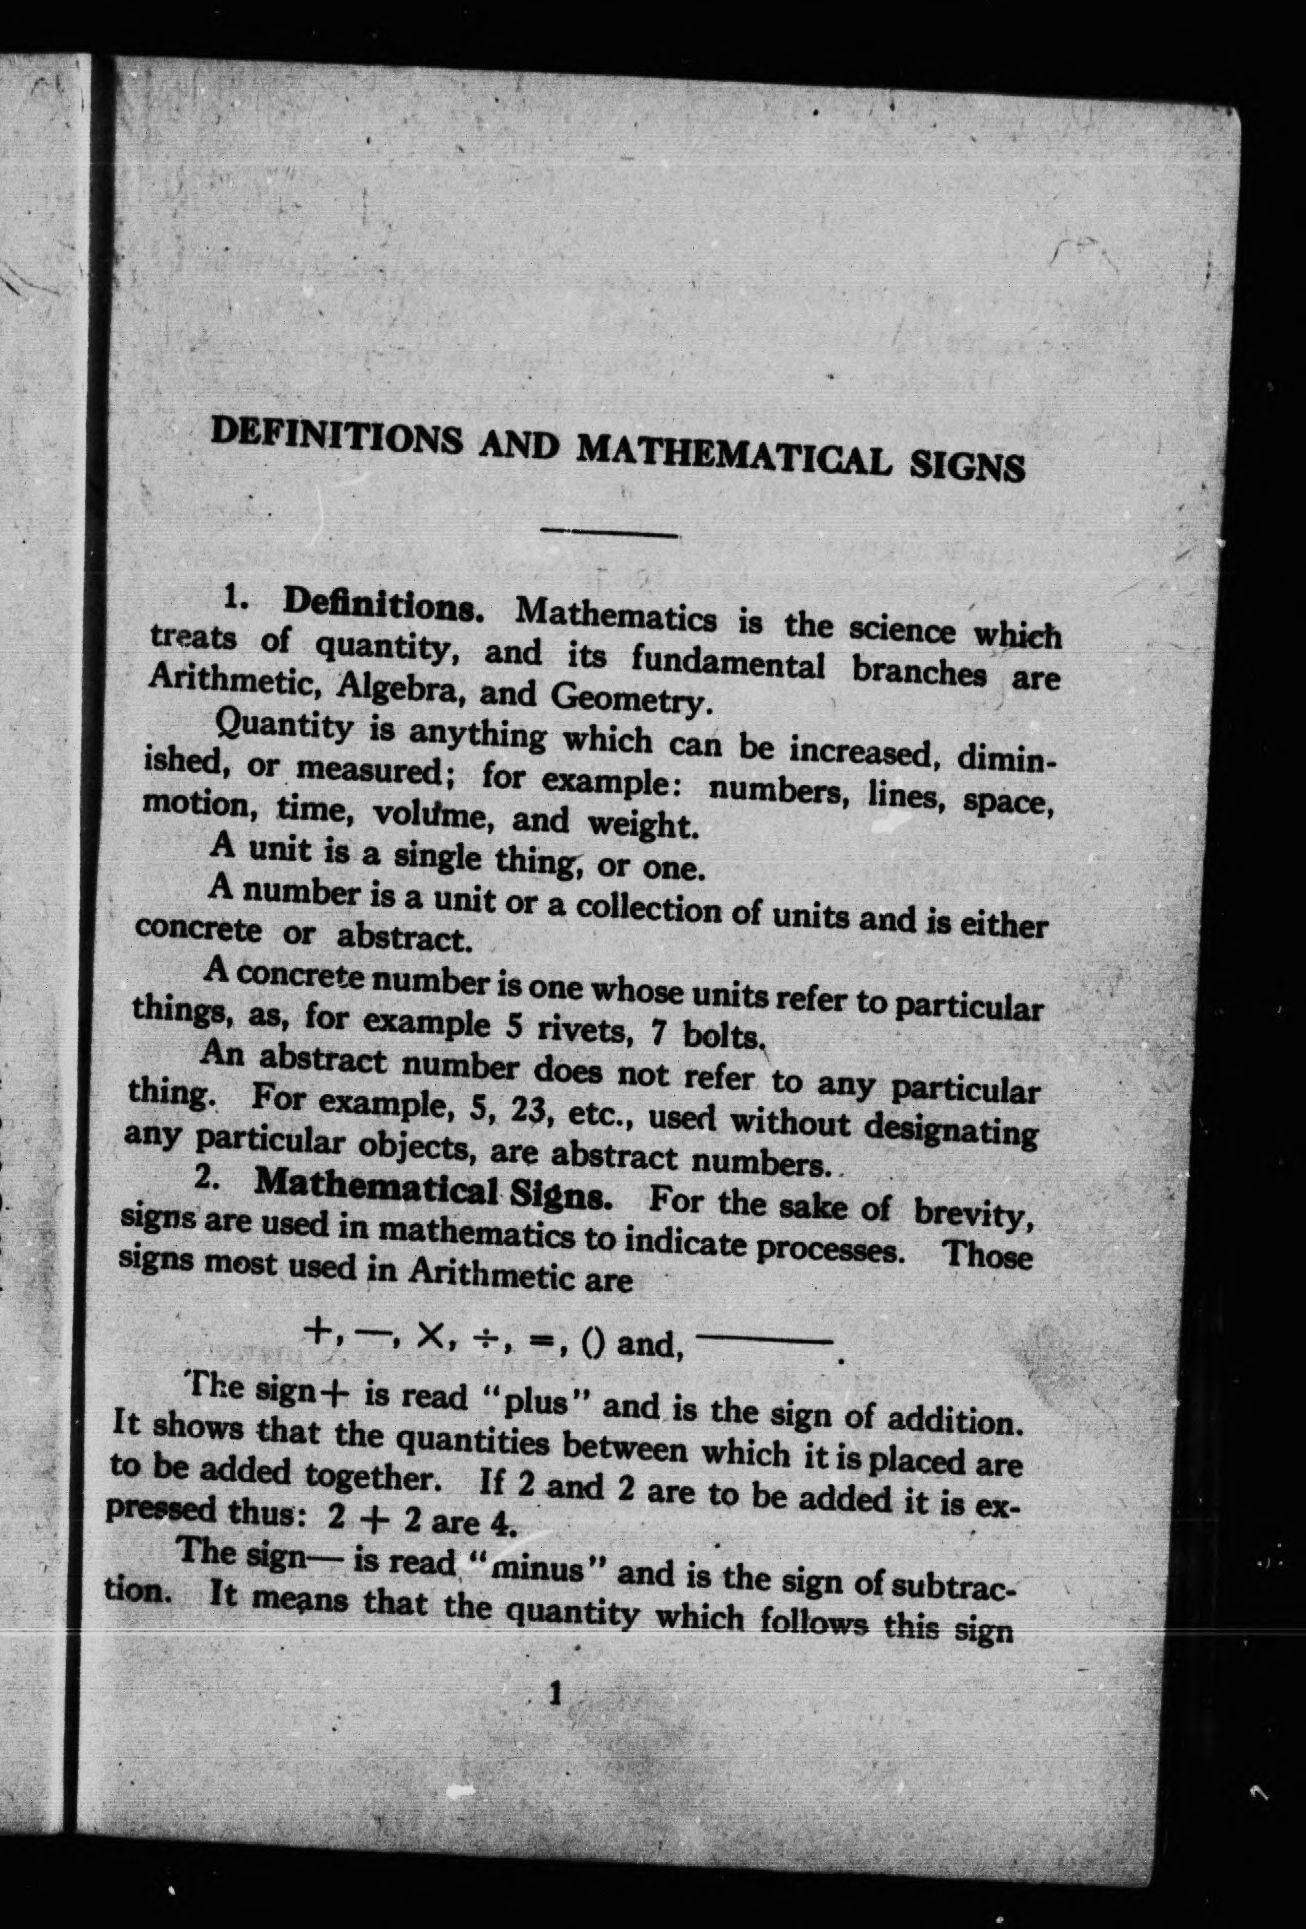 DEFINITIONS AND MATHEMATICAL SIGNS
1. Definitions. Mathematics is the science which
treats of quantity, and its fundamental branches are
Arithmetic, Algebra, and Geometry.
Quantity is anything which can be increased, dimin-
ished, or measured; for example: numbers, lines, space,
motion, time, volume, and weight.
A unit is a single thing, or one.
A number is a unit or a collection of units and is either
concrete or abstract.
A concrete number is one whose units refer to particular
things, as, for example 5 rivets, 7 bolts.
An abstract number does not refer to any particular
thing. For example, 5, 23, etc., used without designating
any particular objects, are abstract numbers.
2. Mathematical Signs. For the sake of brevity,
signs are used in mathematics to indicate processes. Those
signs most used in Arithmetic are
+, —, ×, ÷, =, () and, ———.
The sign+ is read "plus" and is the sign of addition.
It shows that the quantities between which it is placed are
to be added together. If 2 and 2 are to be added it is ex-
pressed thus: 2 + 2 are 4.
The sign— is read "minus" and is the sign of subtrac-
tion. It means that the quantity which follows this sign
1